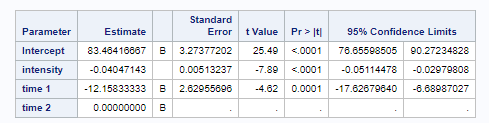 Parameter Estimate Standard Error t Value Pr > |t| 95% Confidence Limits
Intercept 83.46416667 B 3.27377202 25.49 <.0001 76.65598505 90.27234828
intensity -0.04047143 0.00513237 -7.89 <.0001 -0.05114478 -0.02979808
time 1 -12.15833333 B 2.62955696 -4.62 0.0001 -17.62679640 -6.68987027
time 2 0.00000000 B . . . . .